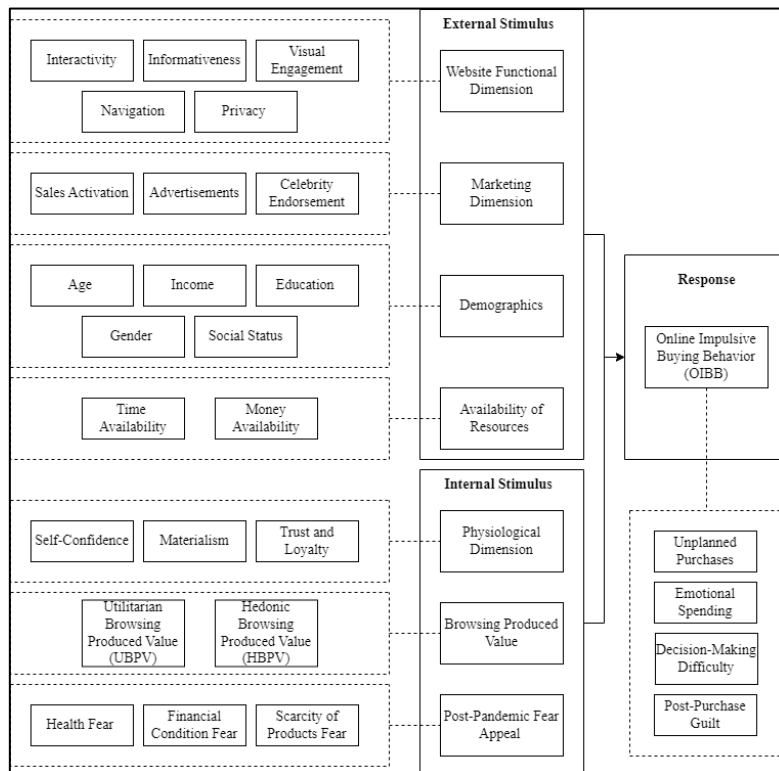 External Stimulus
Interactivity
Informativeness
Visual
Engagement
Navigation
Privacy
Website Functional
Dimension
Sales Activation
Advertisements
Celebrity
Endorsement
Marketing
Dimension
Age
Income
Education
Gender
Social Status
Demographics
Time
Availability
Money
Availability
Availability of
Resources
Internal Stimulus
Self-Confidence
Materialism
Trust and
Loyalty
Physiological
Dimension
Utilitarian
Browsing
Produced Value
(UBPV)
Hedonic
Browsing
Produced Value
(HBPV)
Browsing Produced
Value
Health Fear
Financial
Condition Fear
Scarcity of
Products Fear
Post-Pandemic Fear
Appeal
Response
Online Impulsive
Buying Behavior
(OIBB)
Unplanned
Purchases
Emotional
Spending
Decision-Making
Difficulty
Post-Purchase
Guilt